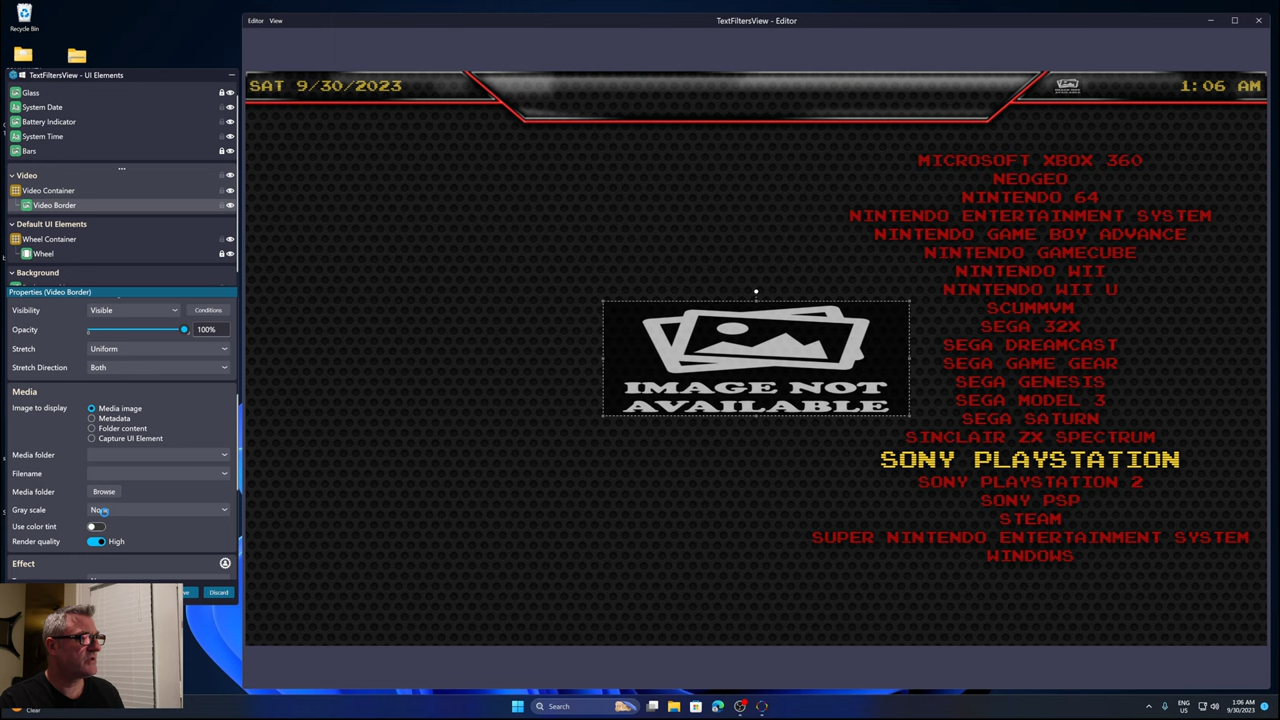 Recycle Bin
Editor View
TextFiltersView - Editor
TextFiltersView - UI Elements
Glass
System Date
Battery Indicator
System Time
Bars
Video
Video Container
Video Border
Default UI Elements
Wheel Container
Wheel
Background
Properties (Video Border)
Visibility Visible Conditions
Opacity 100%
Stretch Uniform
Stretch Direction Both
Media
Image to display Media image
Metadata
Folder content
Capture UI Element
Media folder
Filename
Media folder Browse
Gray scale
Use color tint
Render quality High
Effect
Discard
SAT 9/30/2023
1:06 AM
MICROSOFT XBOX 360
NEOGEO
NINTENDO 64
NINTENDO ENTERTAINMENT SYSTEM
NINTENDO GAME BOY ADVANCE
NINTENDO GAMECUBE
NINTENDO WII
NINTENDO WII U
SCUMMVM
SEGA 32X
SEGA DREAMCAST
SEGA GAME GEAR
SEGA GENESIS
SEGA MODEL 3
SEGA SATURN
SINCLAIR ZX SPECTRUM
SONY PLAYSTATION
SONY PLAYSTATION 2
SONY PSP
STEAM
SUPER NINTENDO ENTERTAINMENT SYSTEM
WINDOWS
IMAGE NOT
AVAILABLE
Clear
Search
ENG
US
1:06 AM
9/30/2023